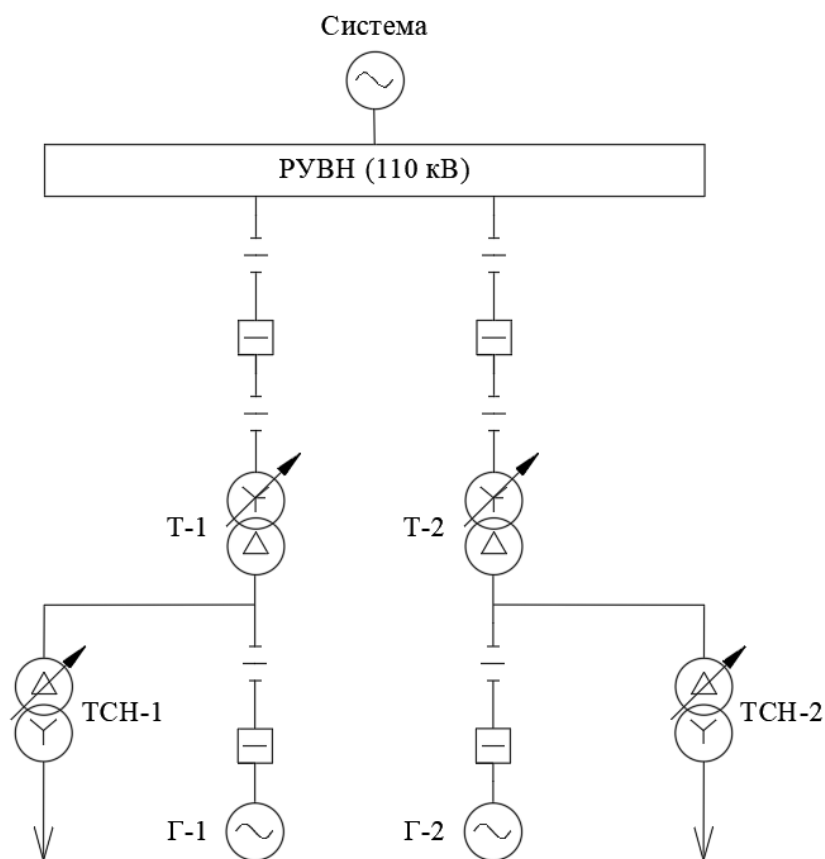 Система
РУВН (110 кВ)
Т-1
Т-2
ТСН-1
ТСН-2
Г-1
Г-2